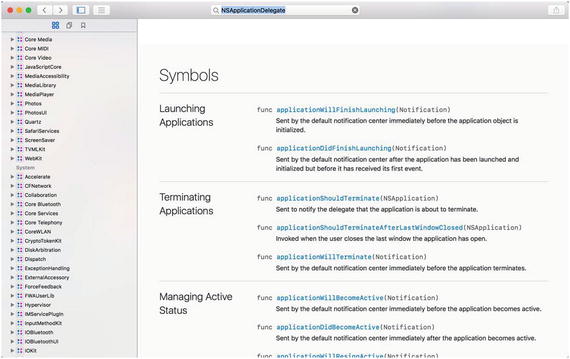 NSApplicationDelegate
Core Media
Core MIDI
Core Video
JavaScriptCore
MediaAccessibility
MediaLibrary
MediaPlayer
Photos
PhotosUI
Quartz
SafariServices
ScreenSaver
TVMLKit
WebKit
System
Accelerate
CFNetwork
Collaboration
Core Bluetooth
Core Services
Core Telephony
CoreWLAN
CryptoTokenKit
DiskArbitration
Dispatch
ExceptionHandling
ExternalAccessory
ForceFeedback
FWAUserLib
Hypervisor
IMServicePlugIn
InputMethodKit
IOBluetooth
IOBluetoothUI
IOKit
Symbols
Launching
Applications
func applicationWillFinishLaunching(Notification)
Sent by the default notification center immediately before the application object is
initialized.
func applicationDidFinishLaunching(Notification)
Sent by the default notification center after the application has been launched and
initialized but before it has received its first event.
Terminating
Applications
func applicationShouldTerminate(NSApplication)
Sent to notify the delegate that the application is about to terminate.
func applicationShouldTerminateAfterLastWindowClosed(NSApplication)
Invoked when the user closes the last window the application has open.
func applicationWillTerminate(Notification)
Sent by the default notification center immediately before the application terminates.
Managing Active
Status
func applicationWillBecomeActive(Notification)
Sent by the default notification center immediately before the application becomes active.
func applicationDidBecomeActive(Notification)
Sent by the default notification center immediately after the application becomes active.
func applicationWillResignActive(Notification)